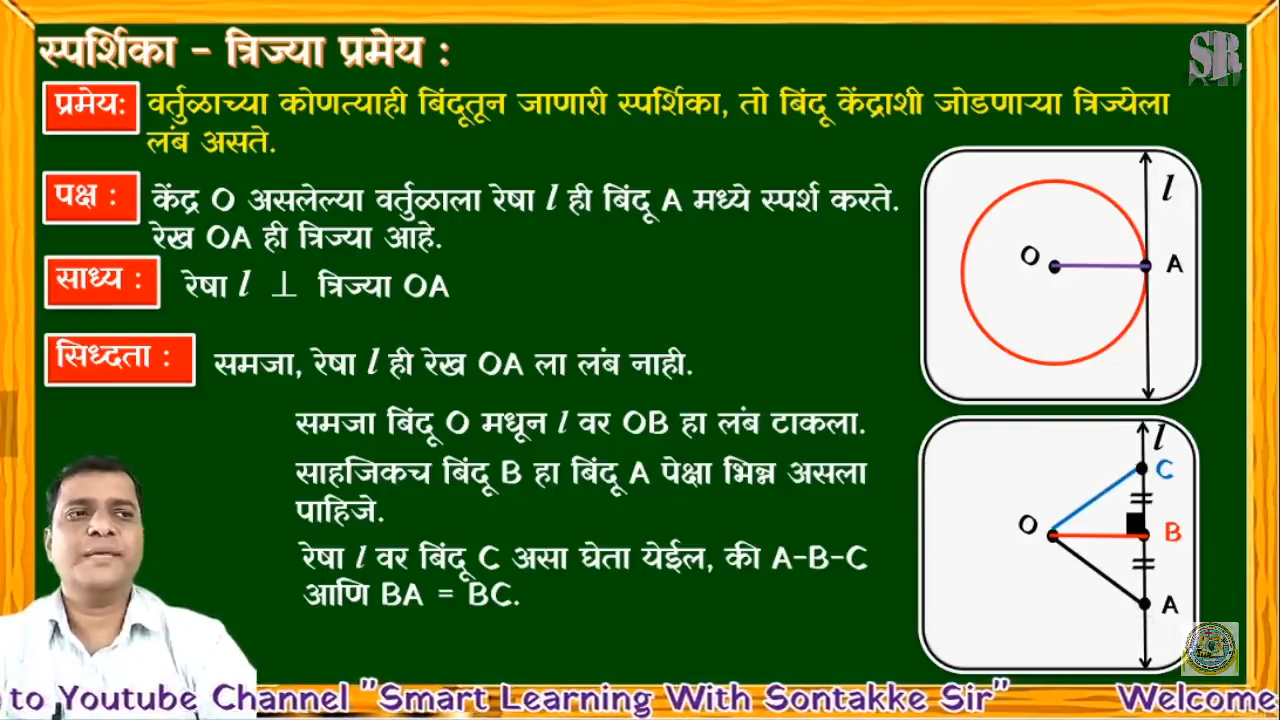 स्पर्शिका - त्रिज्या प्रमेय :
SR
प्रमेय: वर्तुळाच्या कोणत्याही बिंदूतून जाणारी स्पर्शिका, तो बिंदू केंद्राशी जोडणाऱ्या त्रिज्येला
लंब असते.
पक्ष : केंद्र O असलेल्या वर्तुळाला रेषा l ही बिंदू A मध्ये स्पर्श करते.
रेख OA ही त्रिज्या आहे.
साध्य : रेषा l ⊥ त्रिज्या OA
l
O
A
सिध्दता : समजा, रेषा l ही रेख OA ला लंब नाही.
समजा बिंदू O मधून l वर OB हा लंब टाकला.
साहजिकच बिंदू B हा बिंदू A पेक्षा भिन्न असला
पाहिजे.
रेषा l वर बिंदू C असा घेता येईल, की A-B-C
आणि BA = BC.
l
C
O
B
A
to Youtube Channel "Smart Learning With Sontakke Sir" Welcome